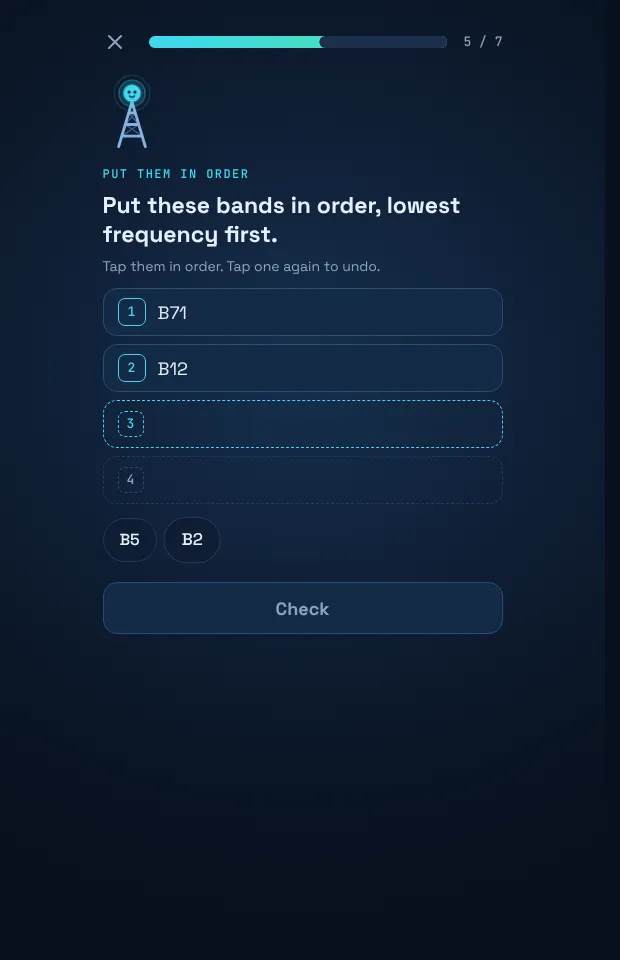 5 / 7
PUT THEM IN ORDER
Put these bands in order, lowest
frequency first.
Tap them in order. Tap one again to undo.
1 B71
2 B12
3
4
B5 B2
Check